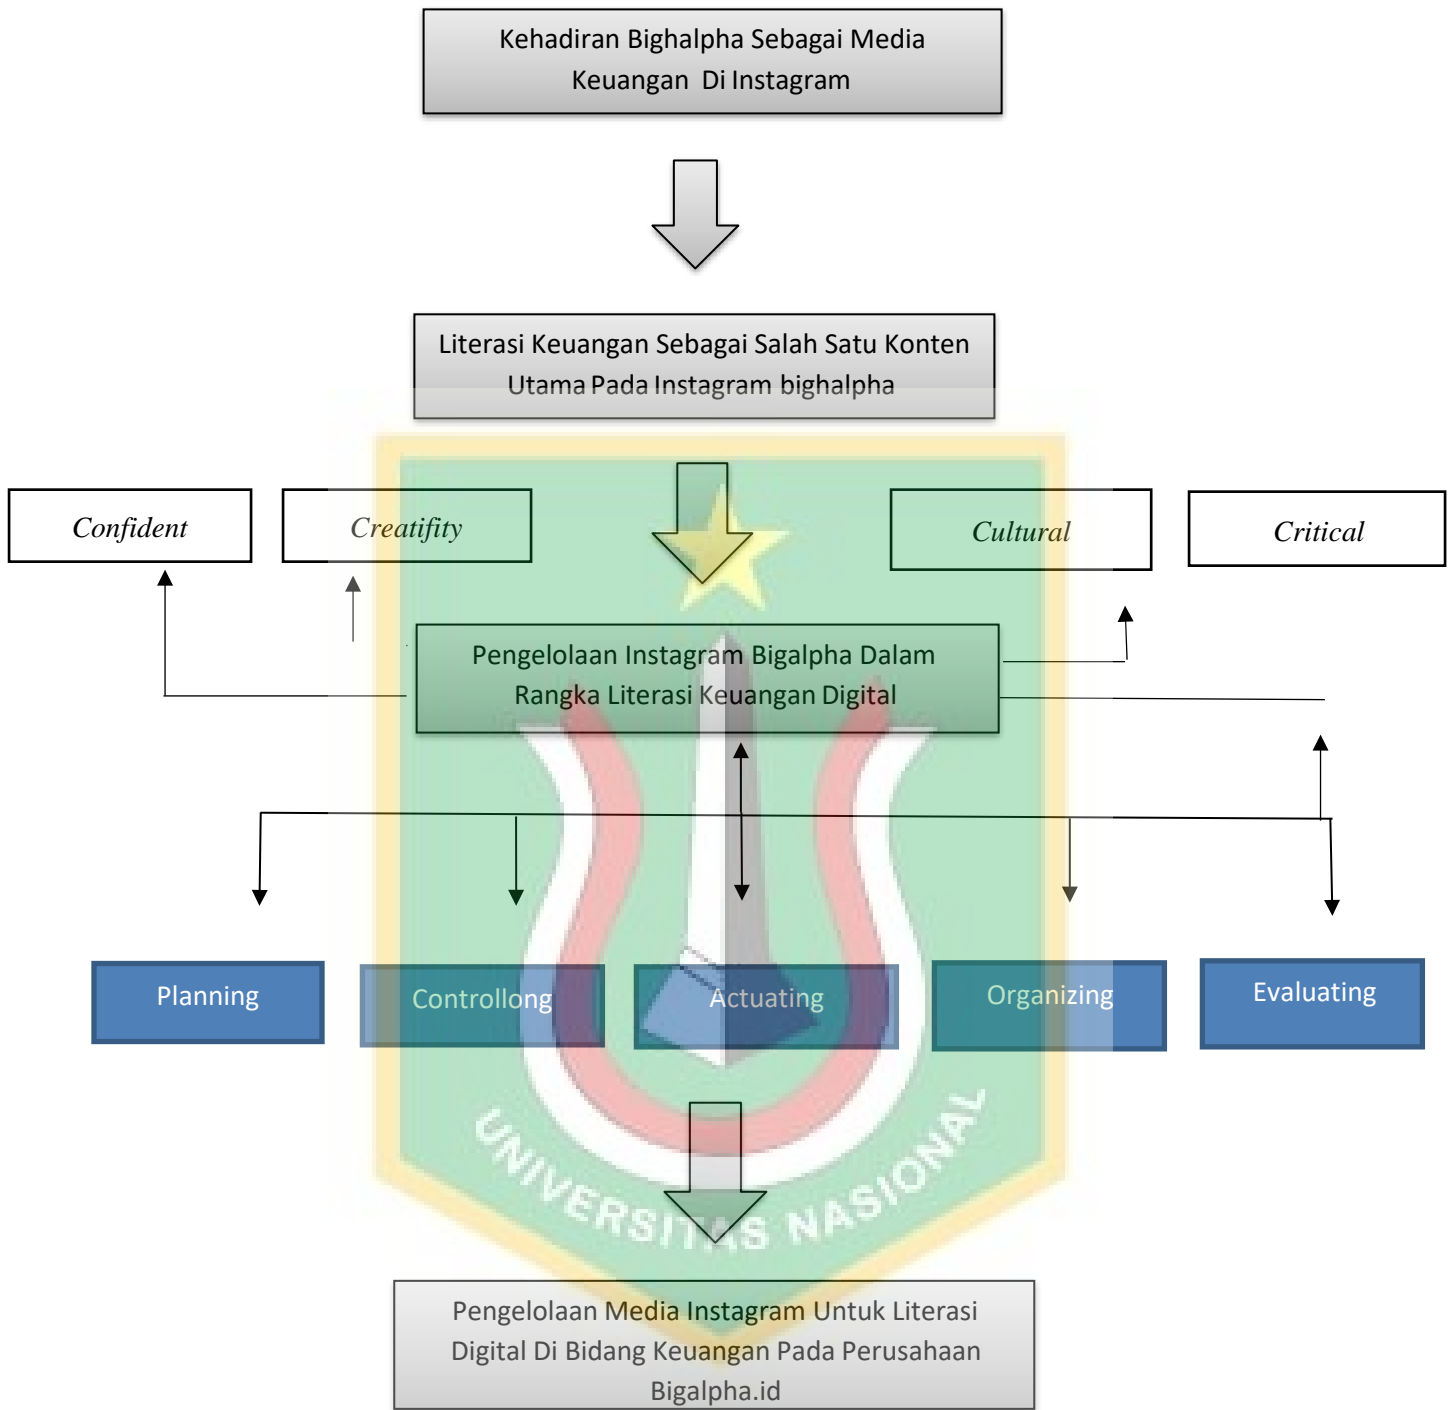 Kehadiran Bighalpha Sebagai Media
Keuangan Di Instagram
Literasi Keuangan Sebagai Salah Satu Konten
Utama Pada Instagram bighalpha
Confident
Creatifity
Cultural
Critical
Pengelolaan Instagram Bigalpha Dalam
Rangka Literasi Keuangan Digital
Planning
Controllong
Actuating
Organizing
Evaluating
UNIVERSITAS NASIONAL
Pengelolaan Media Instagram Untuk Literasi
Digital Di Bidang Keuangan Pada Perusahaan
Bigalpha.id